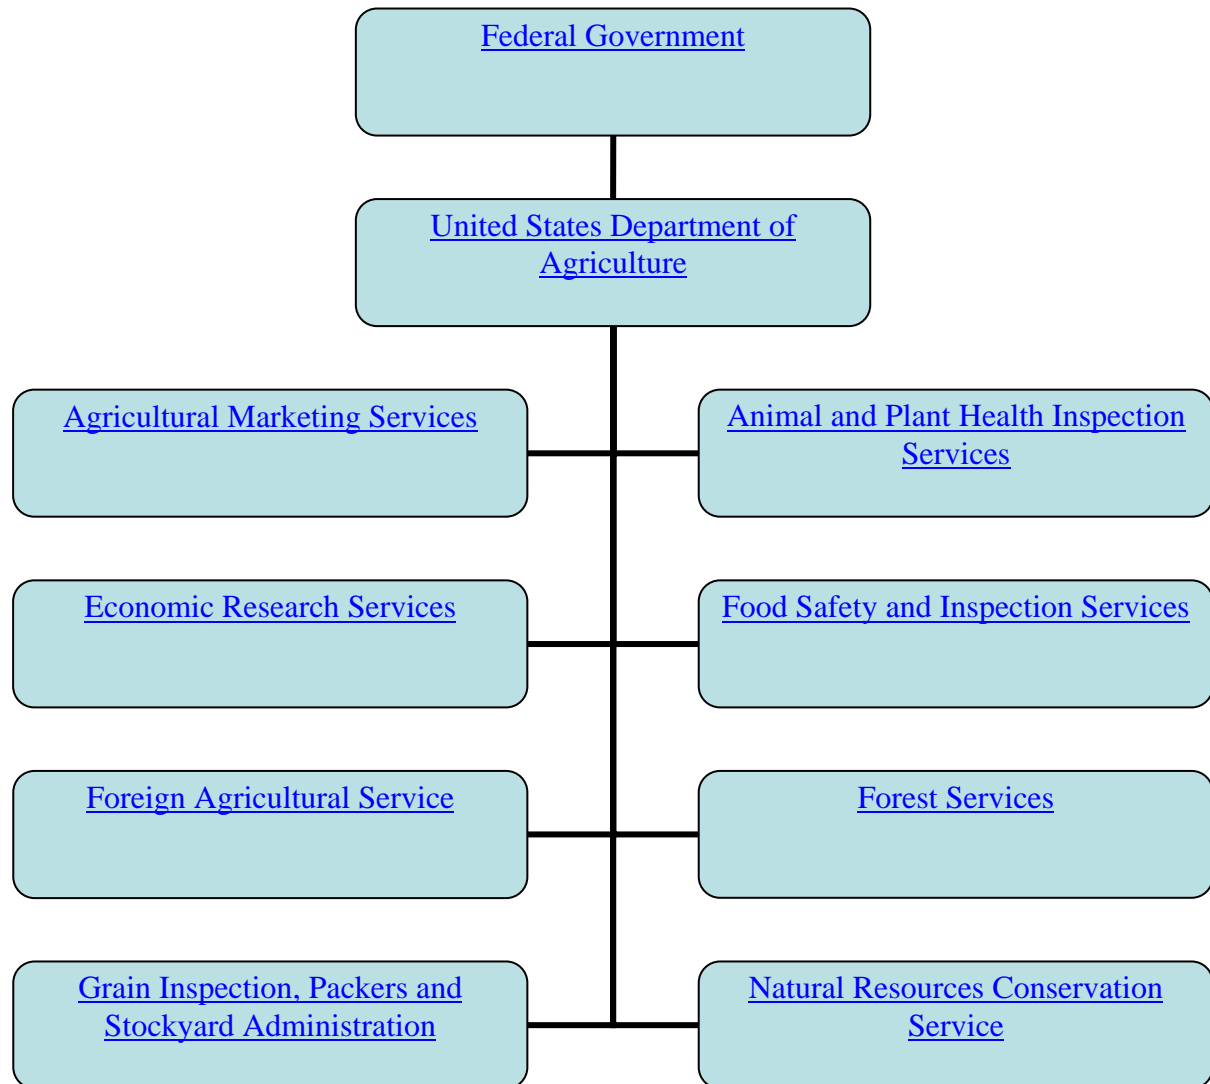 Federal Government
United States Department of
Agriculture
Agricultural Marketing Services
Animal and Plant Health Inspection
Services
Economic Research Services
Food Safety and Inspection Services
Foreign Agricultural Service
Forest Services
Grain Inspection, Packers and
Stockyard Administration
Natural Resources Conservation
Service